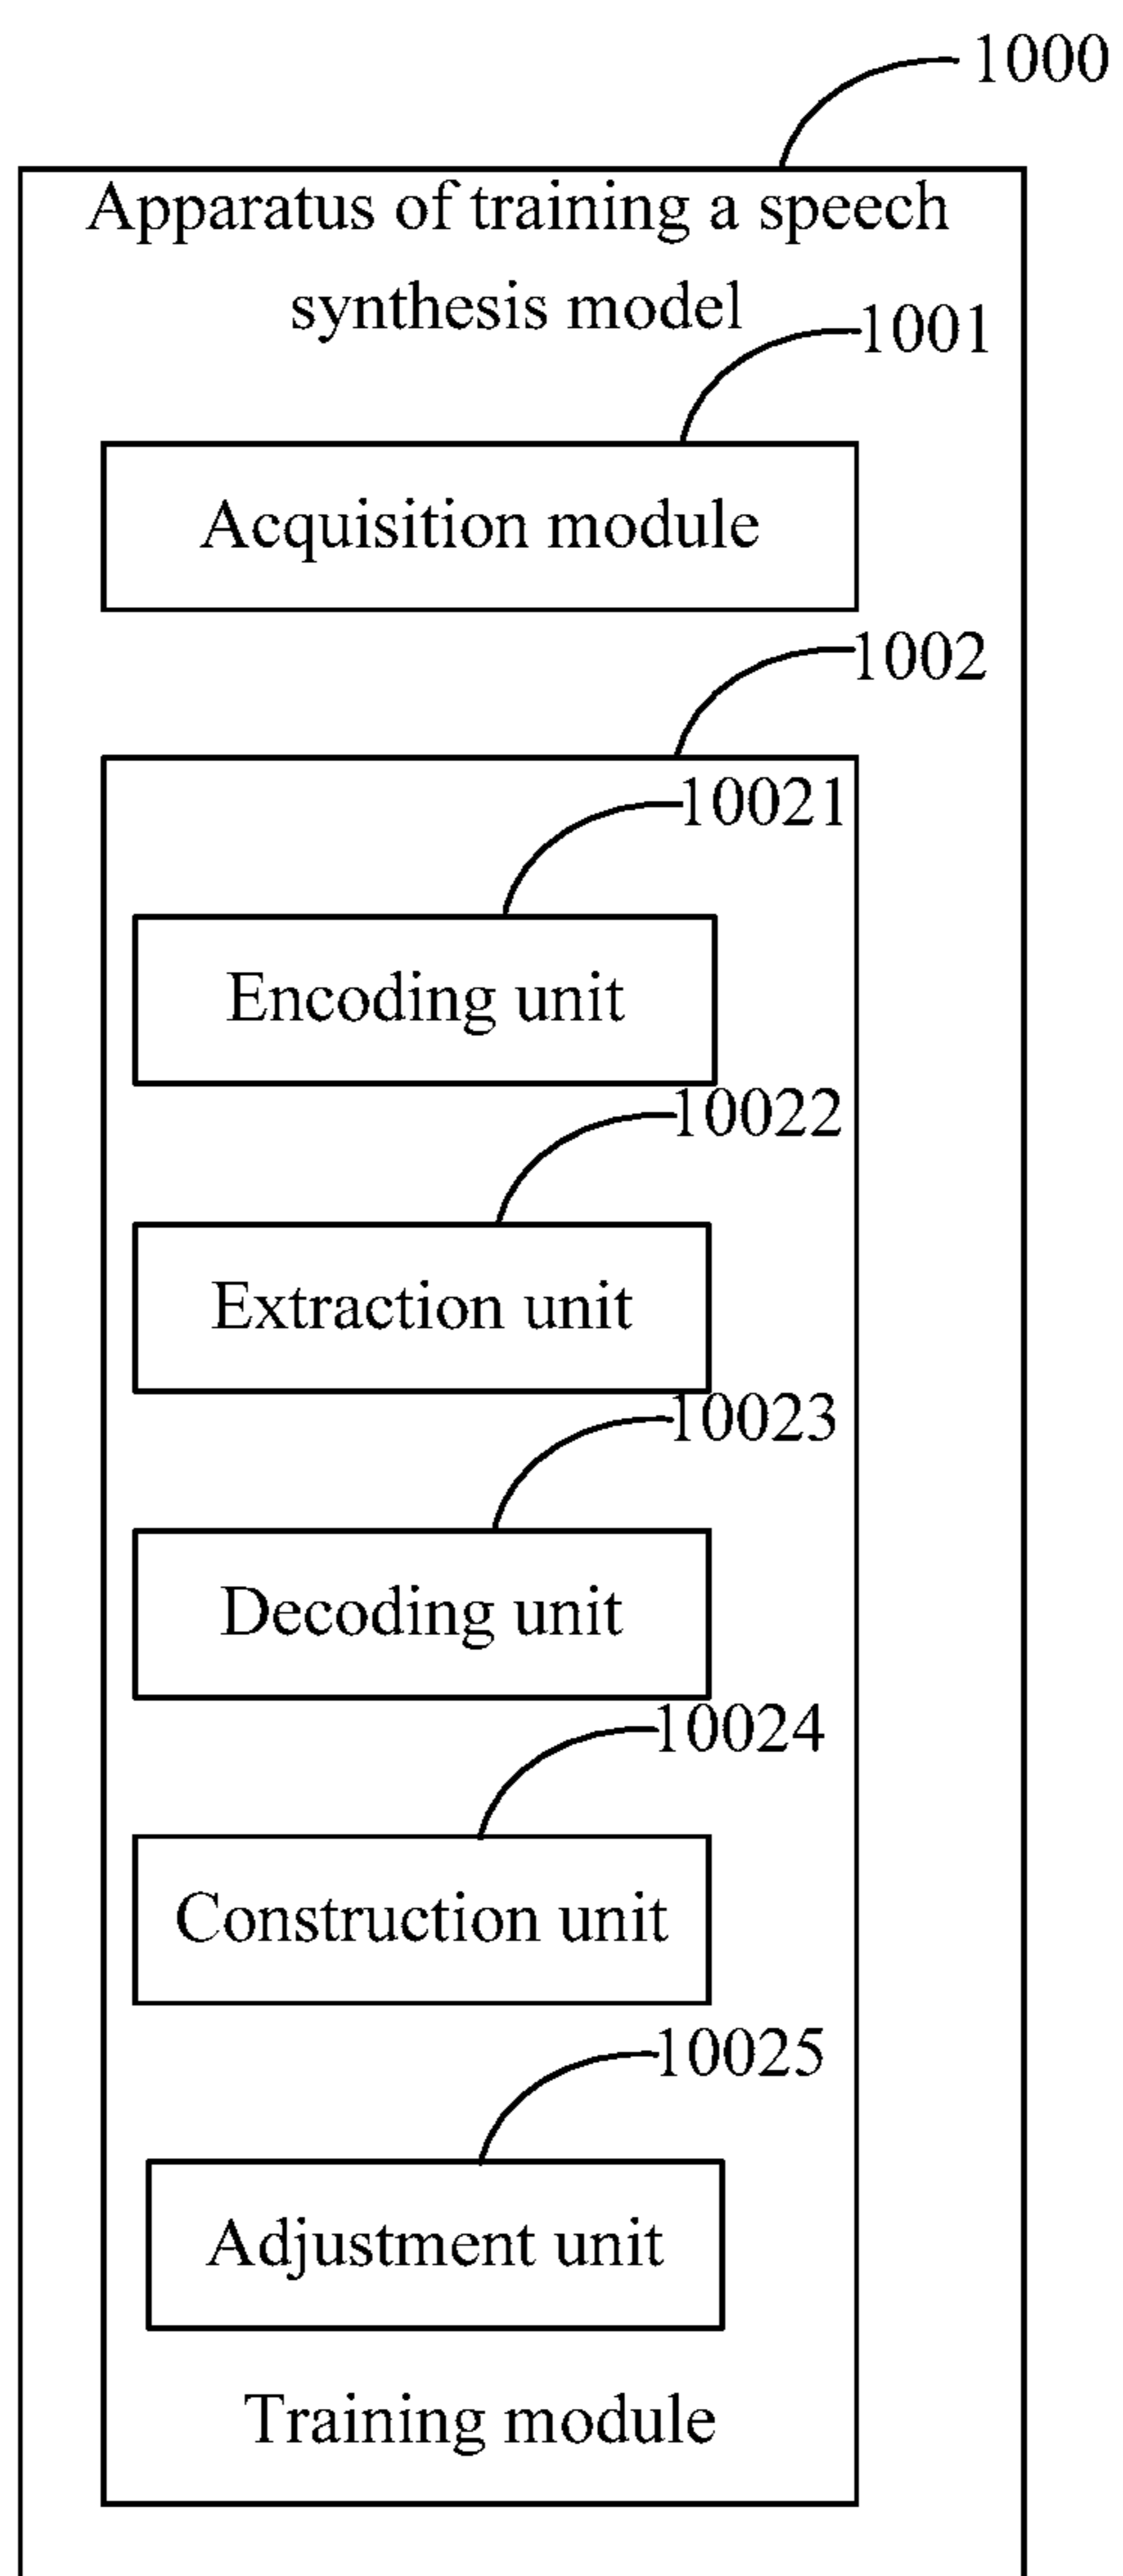 1000
Apparatus of training a speech
synthesis model
1001
Acquisition module
1002
10021
Encoding unit
10022
Extraction unit
10023
Decoding unit
10024
Construction unit
10025
Adjustment unit
Training module